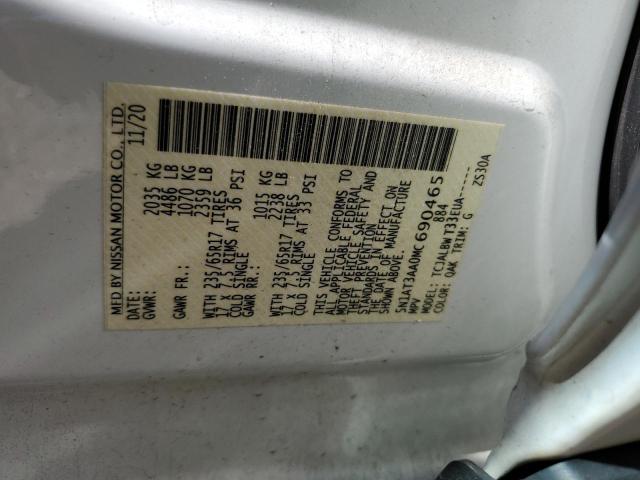 MFD BY NISSAN MOTOR CO., LTD.
DATE: 11/20
GVWR: 2035 KG
4486 LB
GAWR FR.: 1070 KG
2359 LB
WITH 235/65R17 TIRES
17 X 7J RIMS AT 36 PSI
COLD SINGLE
GAWR RR.: 1015 KG
2238 LB
WITH 235/65R17 TIRES
17 X 7J RIMS AT 33 PSI
COLD SINGLE
THIS VEHICLE CONFORMS TO
ALL APPLICABLE FEDERAL
MOTOR VEHICLE SAFETY AND
THEFT PREVENTION
STANDARDS IN EFFECT ON
THE DATE OF MANUFACTURE
SHOWN ABOVE.
5N1AT3AA0MC690465
MPV 884
MODEL: TCJALBWT33EUA------
COLOR: QAK TRIM: G ZS30A